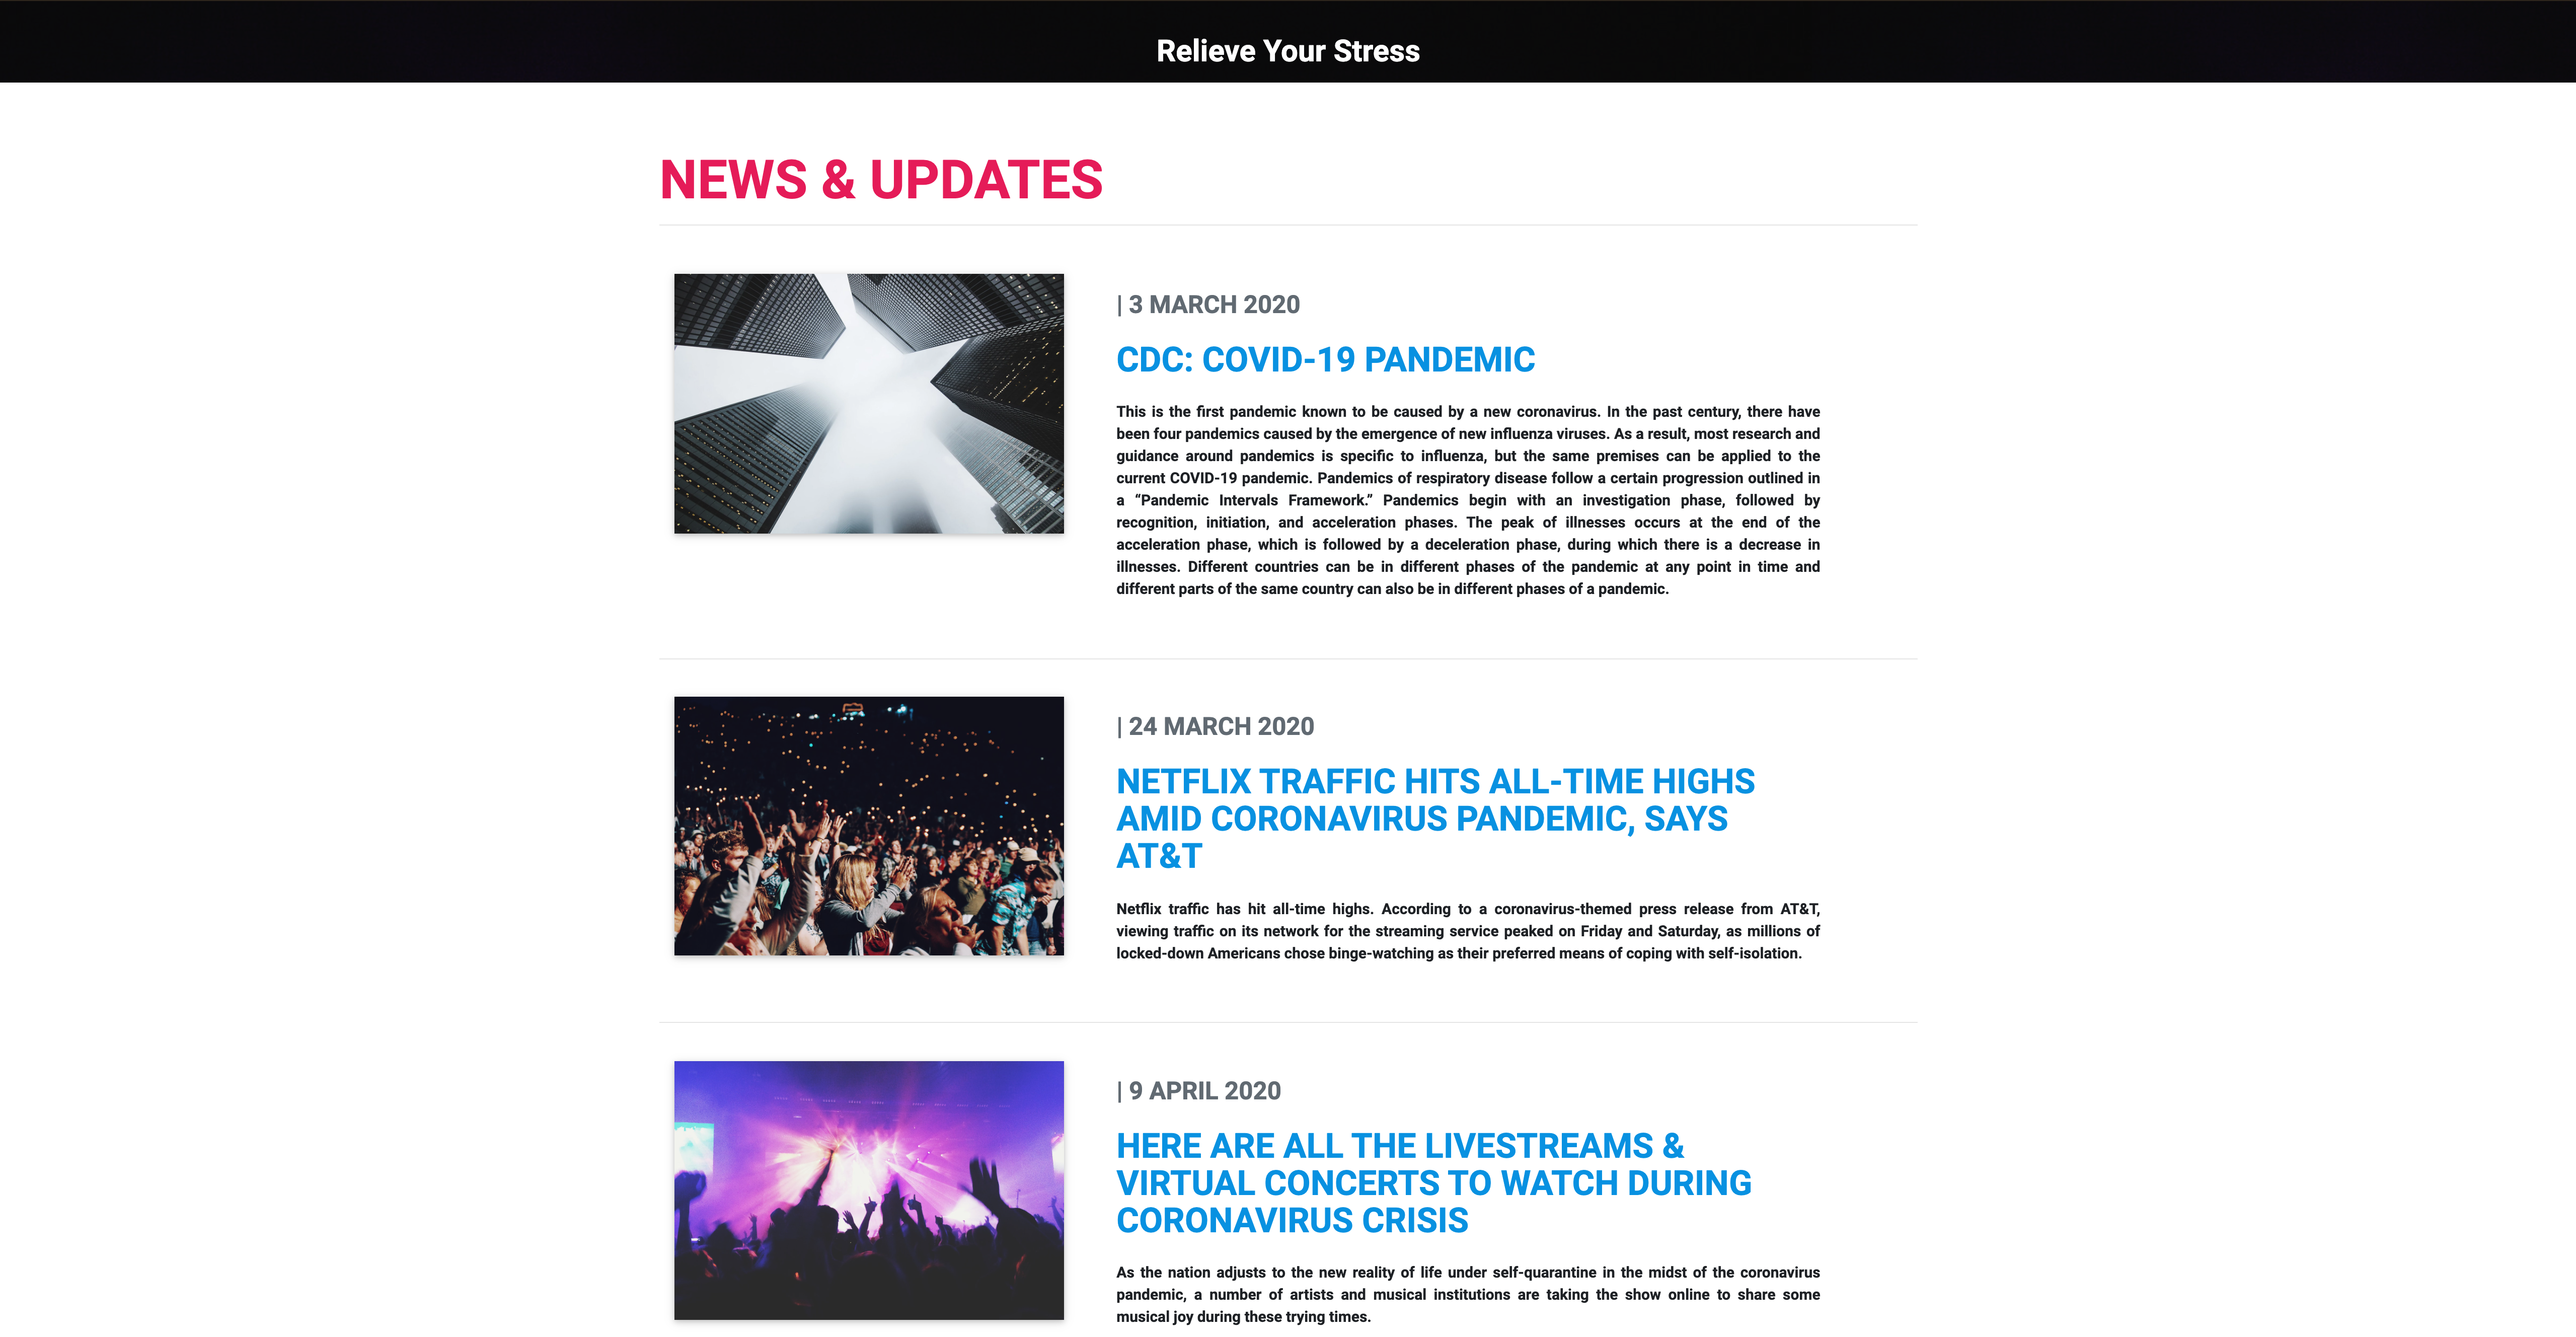 Relieve Your Stress
NEWS & UPDATES
| 3 MARCH 2020
CDC: COVID-19 PANDEMIC
This is the first pandemic known to be caused by a new coronavirus. In the past century, there have
been four pandemics caused by the emergence of new influenza viruses. As a result, most research and
guidance around pandemics is specific to influenza, but the same premises can be applied to the
current COVID-19 pandemic. Pandemics of respiratory disease follow a certain progression outlined in
a “Pandemic Intervals Framework.” Pandemics begin with an investigation phase, followed by
recognition, initiation, and acceleration phases. The peak of illnesses occurs at the end of the
acceleration phase, which is followed by a deceleration phase, during which there is a decrease in
illnesses. Different countries can be in different phases of the pandemic at any point in time and
different parts of the same country can also be in different phases of a pandemic.
| 24 MARCH 2020
NETFLIX TRAFFIC HITS ALL-TIME HIGHS
AMID CORONAVIRUS PANDEMIC, SAYS
AT&T
Netflix traffic has hit all-time highs. According to a coronavirus-themed press release from AT&T,
viewing traffic on its network for the streaming service peaked on Friday and Saturday, as millions of
locked-down Americans chose binge-watching as their preferred means of coping with self-isolation.
| 9 APRIL 2020
HERE ARE ALL THE LIVESTREAMS &
VIRTUAL CONCERTS TO WATCH DURING
CORONAVIRUS CRISIS
As the nation adjusts to the new reality of life under self-quarantine in the midst of the coronavirus
pandemic, a number of artists and musical institutions are taking the show online to share some
musical joy during these trying times.